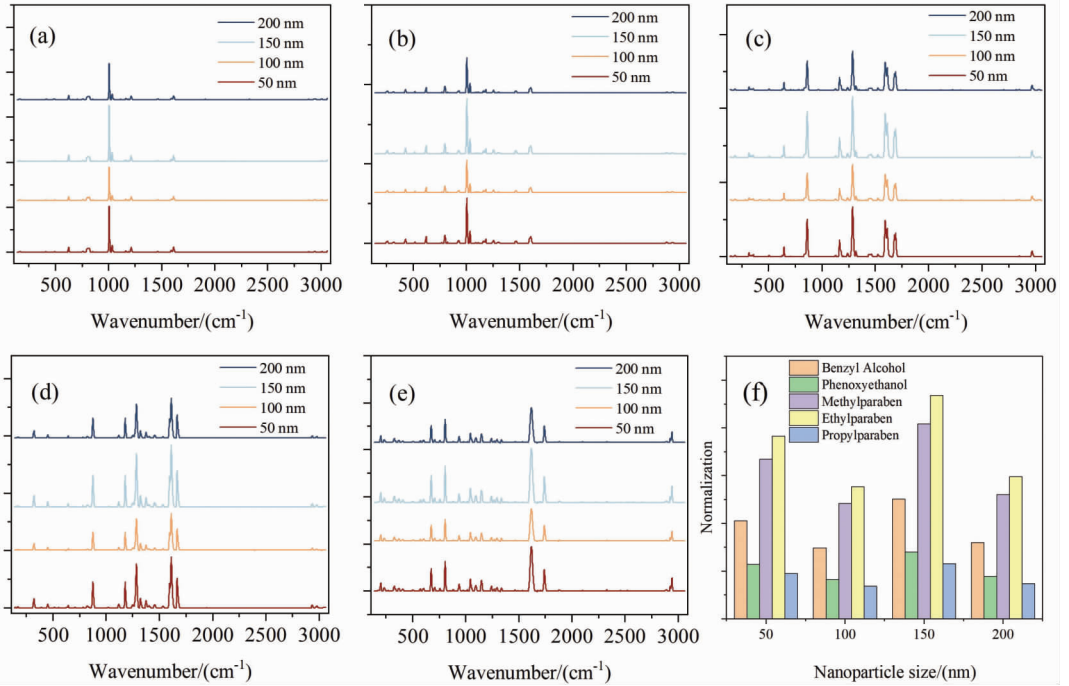 (a)
200 nm
150 nm
100 nm
50 nm
500 1000 1500 2000 2500 3000
Wavenumber/(cm⁻¹)
(b)
200 nm
150 nm
100 nm
50 nm
500 1000 1500 2000 2500 3000
Wavenumber/(cm⁻¹)
(c)
200 nm
150 nm
100 nm
50 nm
500 1000 1500 2000 2500 3000
Wavenumber/(cm⁻¹)
(d)
200 nm
150 nm
100 nm
50 nm
500 1000 1500 2000 2500 3000
Wavenumber/(cm⁻¹)
(e)
200 nm
150 nm
100 nm
50 nm
500 1000 1500 2000 2500 3000
Wavenumber/(cm⁻¹)
(f)
Benzyl Alcohol
Phenoxyethanol
Methylparaben
Ethylparaben
Propylparaben
Normalization
50 100 150 200
Nanoparticle size/(nm)